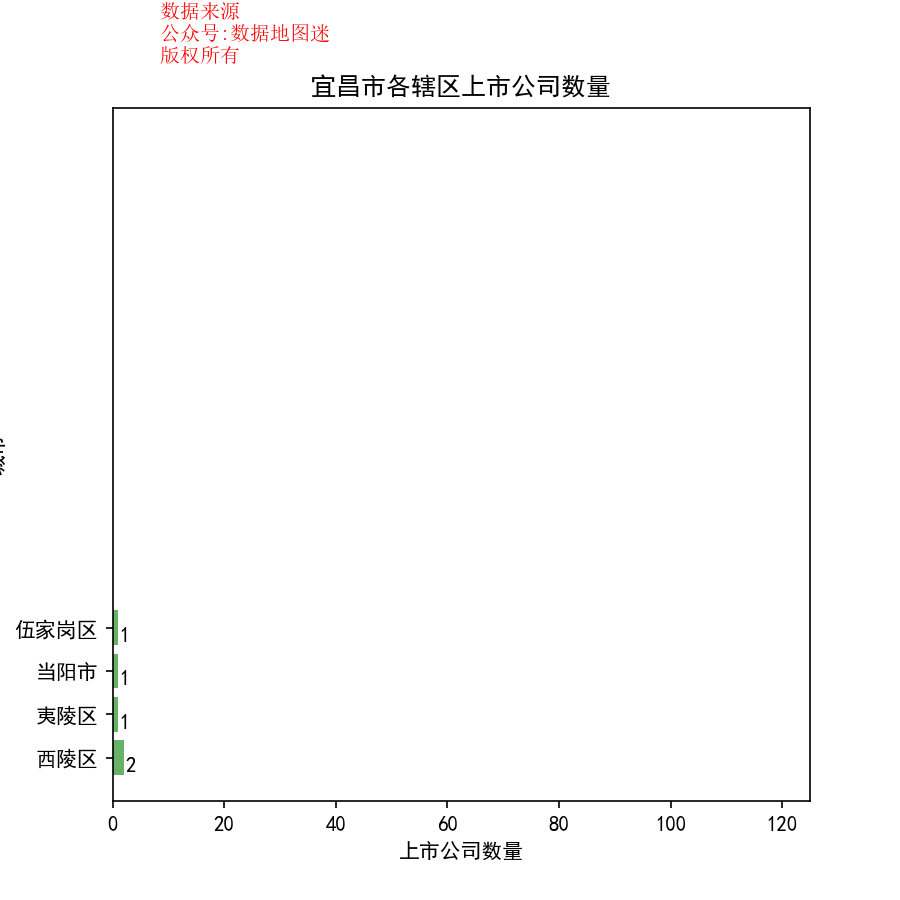 数据来源
公众号:数据地图迷
版权所有
宜昌市各辖区上市公司数量
伍家岗区 1
当阳市 1
夷陵区 1
西陵区 2
0 20 40 60 80 100 120
上市公司数量